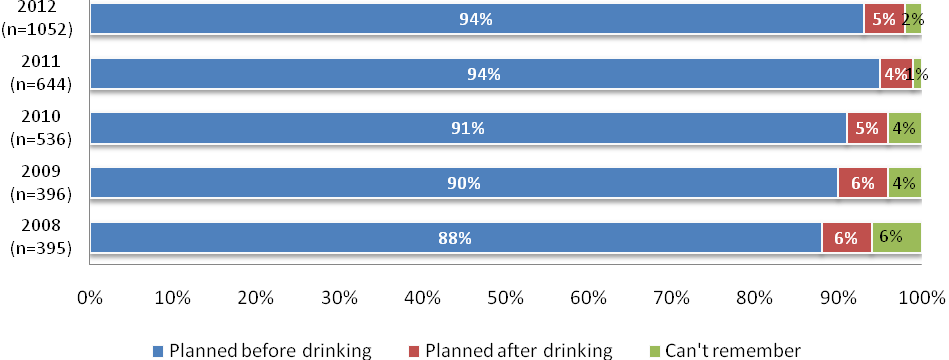 2012
(n=1052)
94%
5%
2%
2011
(n=644)
94%
4%
1%
2010
(n=536)
91%
5%
4%
2009
(n=396)
90%
6%
4%
2008
(n=395)
88%
6%
6%
0% 10% 20% 30% 40% 50% 60% 70% 80% 90% 100%
Planned before drinking Planned after drinking Can't remember